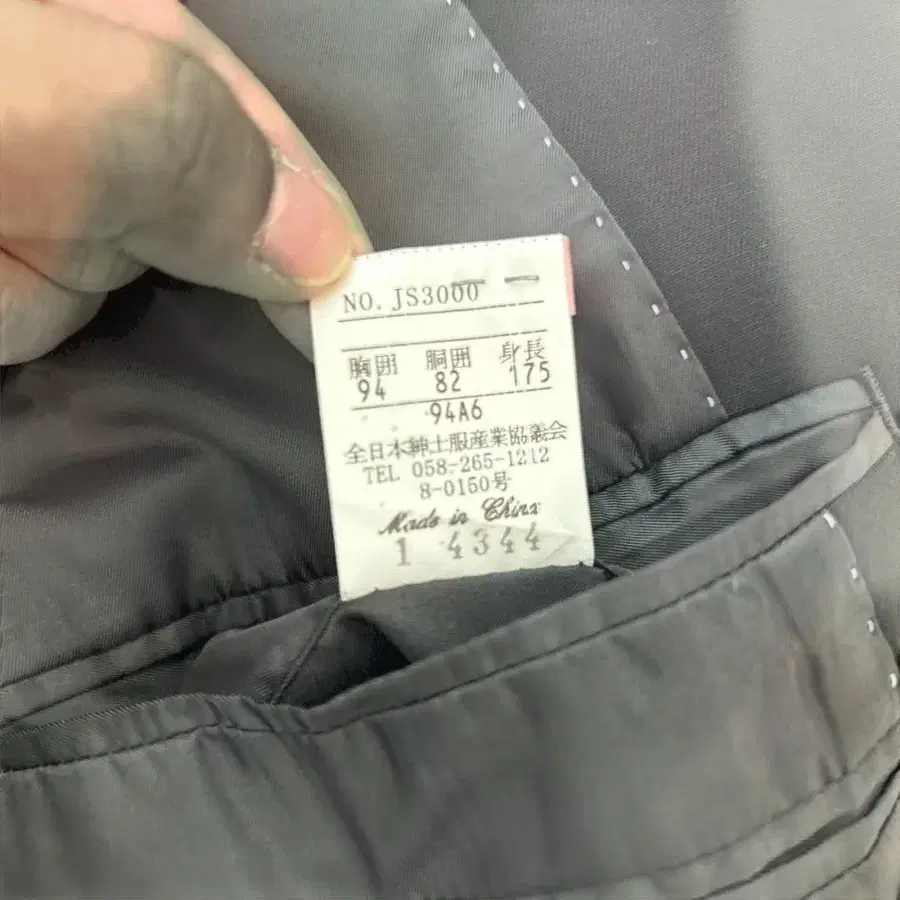 NO. JS3000 — —
胸囲 胴囲 身長
94 82 175
94A6
全日本紳士服産業協議会
TEL 058-265-1212
8-0150号
Made in China
1 4344